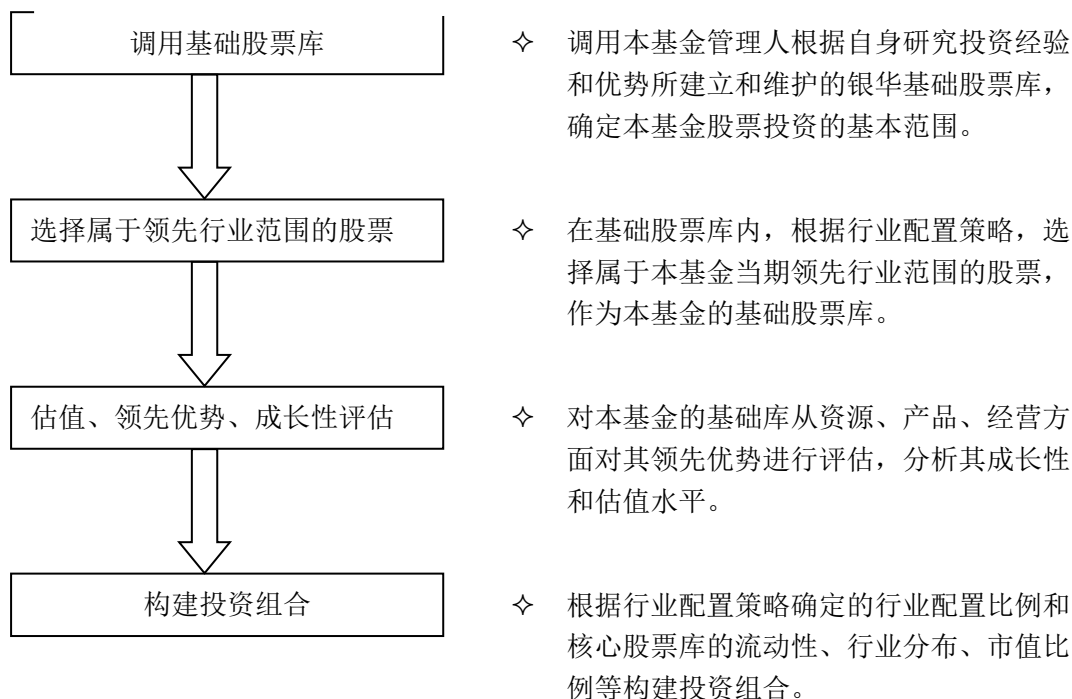 调用基础股票库
✧ 调用本基金管理人根据自身研究投资经验
和优势所建立和维护的银华基础股票库，
确定本基金股票投资的基本范围。
选择属于领先行业范围的股票
✧ 在基础股票库内，根据行业配置策略，选
择属于本基金当期领先行业范围的股票，
作为本基金的基础股票库。
估值、领先优势、成长性评估
✧ 对本基金的基础库从资源、产品、经营方
面对其领先优势进行评估，分析其成长性
和估值水平。
构建投资组合
✧ 根据行业配置策略确定的行业配置比例和
核心股票库的流动性、行业分布、市值比
例等构建投资组合。